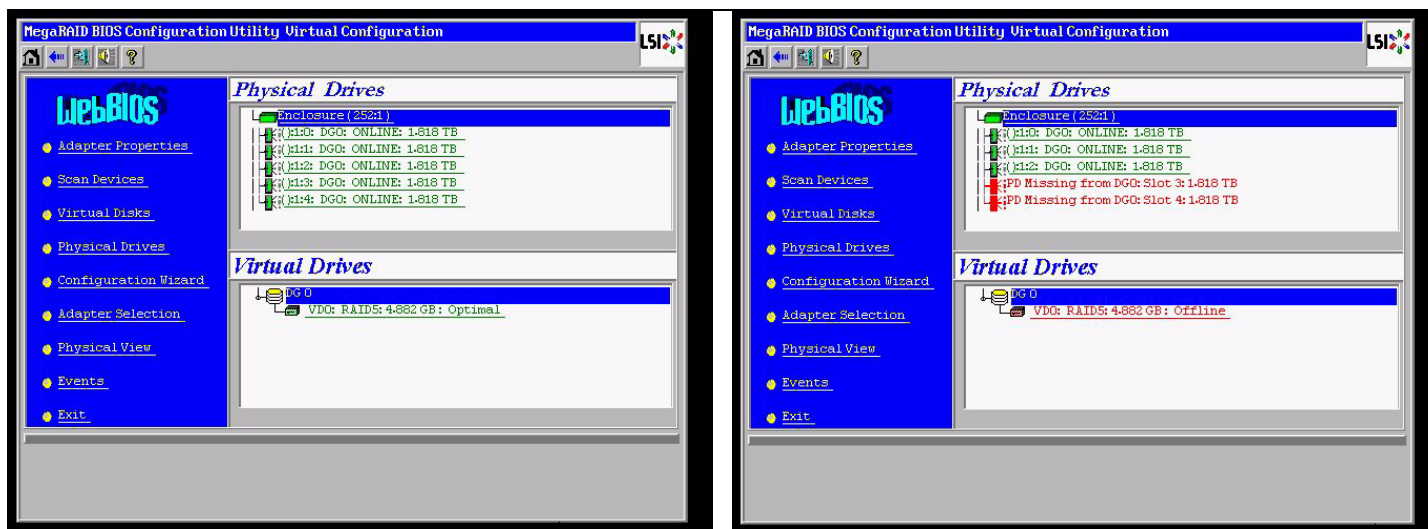 MegaRAID BIOS Configuration Utility Virtual Configuration
LSI
?
WebBIOS
Adapter Properties
Scan Devices
Virtual Disks
Physical Drives
Configuration Wizard
Adapter Selection
Physical View
Events
Exit
Physical Drives
Enclosure (252:1)
():1:0: DG0: ONLINE: 1.818 TB
():1:1: DG0: ONLINE: 1.818 TB
():1:2: DG0: ONLINE: 1.818 TB
():1:3: DG0: ONLINE: 1.818 TB
():1:4: DG0: ONLINE: 1.818 TB
Virtual Drives
DG 0
VD0: RAID5: 4.882 GB: Optimal
MegaRAID BIOS Configuration Utility Virtual Configuration
LSI
?
WebBIOS
Adapter Properties
Scan Devices
Virtual Disks
Physical Drives
Configuration Wizard
Adapter Selection
Physical View
Events
Exit
Physical Drives
Enclosure (252:1)
():1:0: DG0: ONLINE: 1.818 TB
():1:1: DG0: ONLINE: 1.818 TB
():1:2: DG0: ONLINE: 1.818 TB
PD Missing from DG0: Slot 3: 1.818 TB
PD Missing from DG0: Slot 4: 1.818 TB
Virtual Drives
DG 0
VD0: RAID5: 4.882 GB: Offline